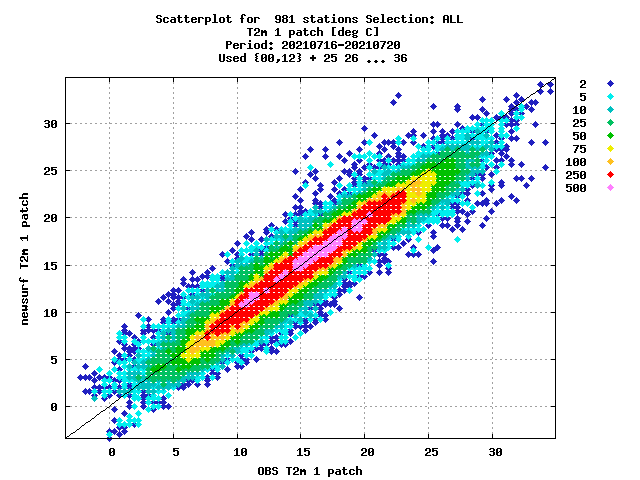 Scatterplot for  981 stations Selection: ALL
T2m 1 patch [deg C]
Period: 20210716-20210720
Used {00,12} + 25 26 ... 36
2
5
10
25
50
75
100
250
500
30
25
20
15
10
5
0
newsurf T2m 1 patch
0 5 10 15 20 25 30
OBS T2m 1 patch